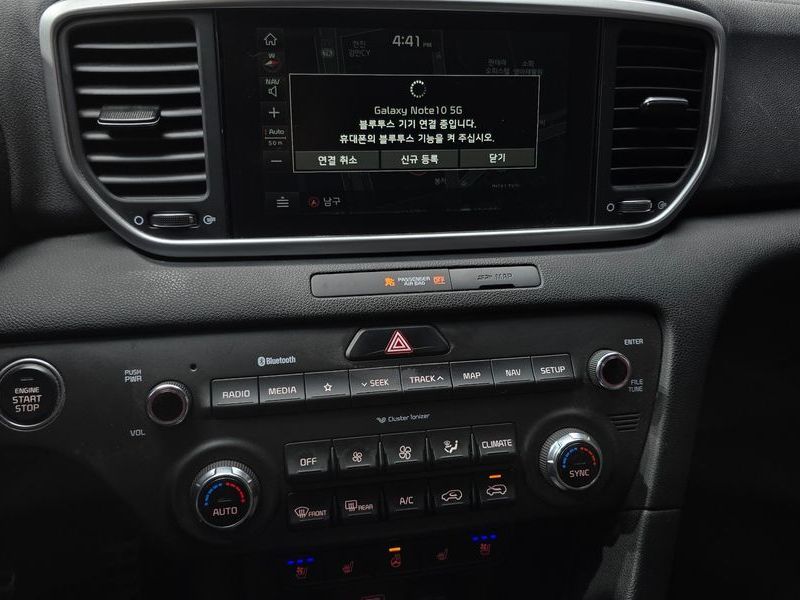 4:41 PM
W
NAV
Auto
50m
Galaxy Note10 5G
블루투스 기기 연결 중입니다.
휴대폰의 블루투스 기능을 켜 주십시오.
연결 취소 신규 등록 닫기
남구
PASSENGER AIR BAG OFF
MAP
ENGINE START STOP
PUSH PWR
VOL
Bluetooth
RADIO MEDIA SEEK TRACK MAP NAV SETUP
ENTER
FILE
TUNE
Cluster Ionizer
OFF CLIMATE
FRONT REAR A/C
AUTO
SYNC